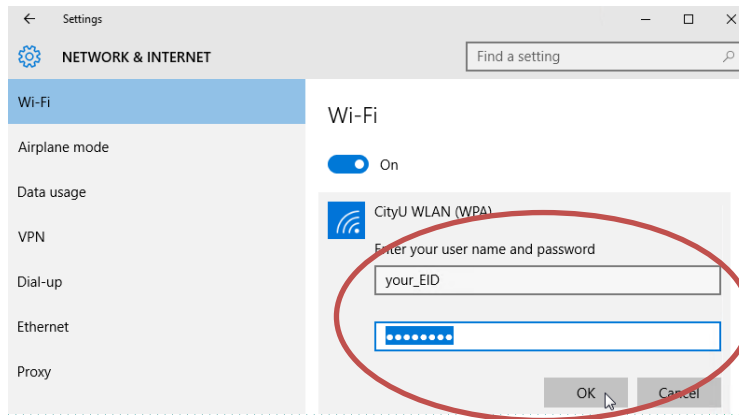 Settings
NETWORK & INTERNET
Find a setting
Wi-Fi
Airplane mode
Data usage
VPN
Dial-up
Ethernet
Proxy
Wi-Fi
On
CityU WLAN (WPA)
Enter your user name and password
your_EID
••••••••
OK
Cancel